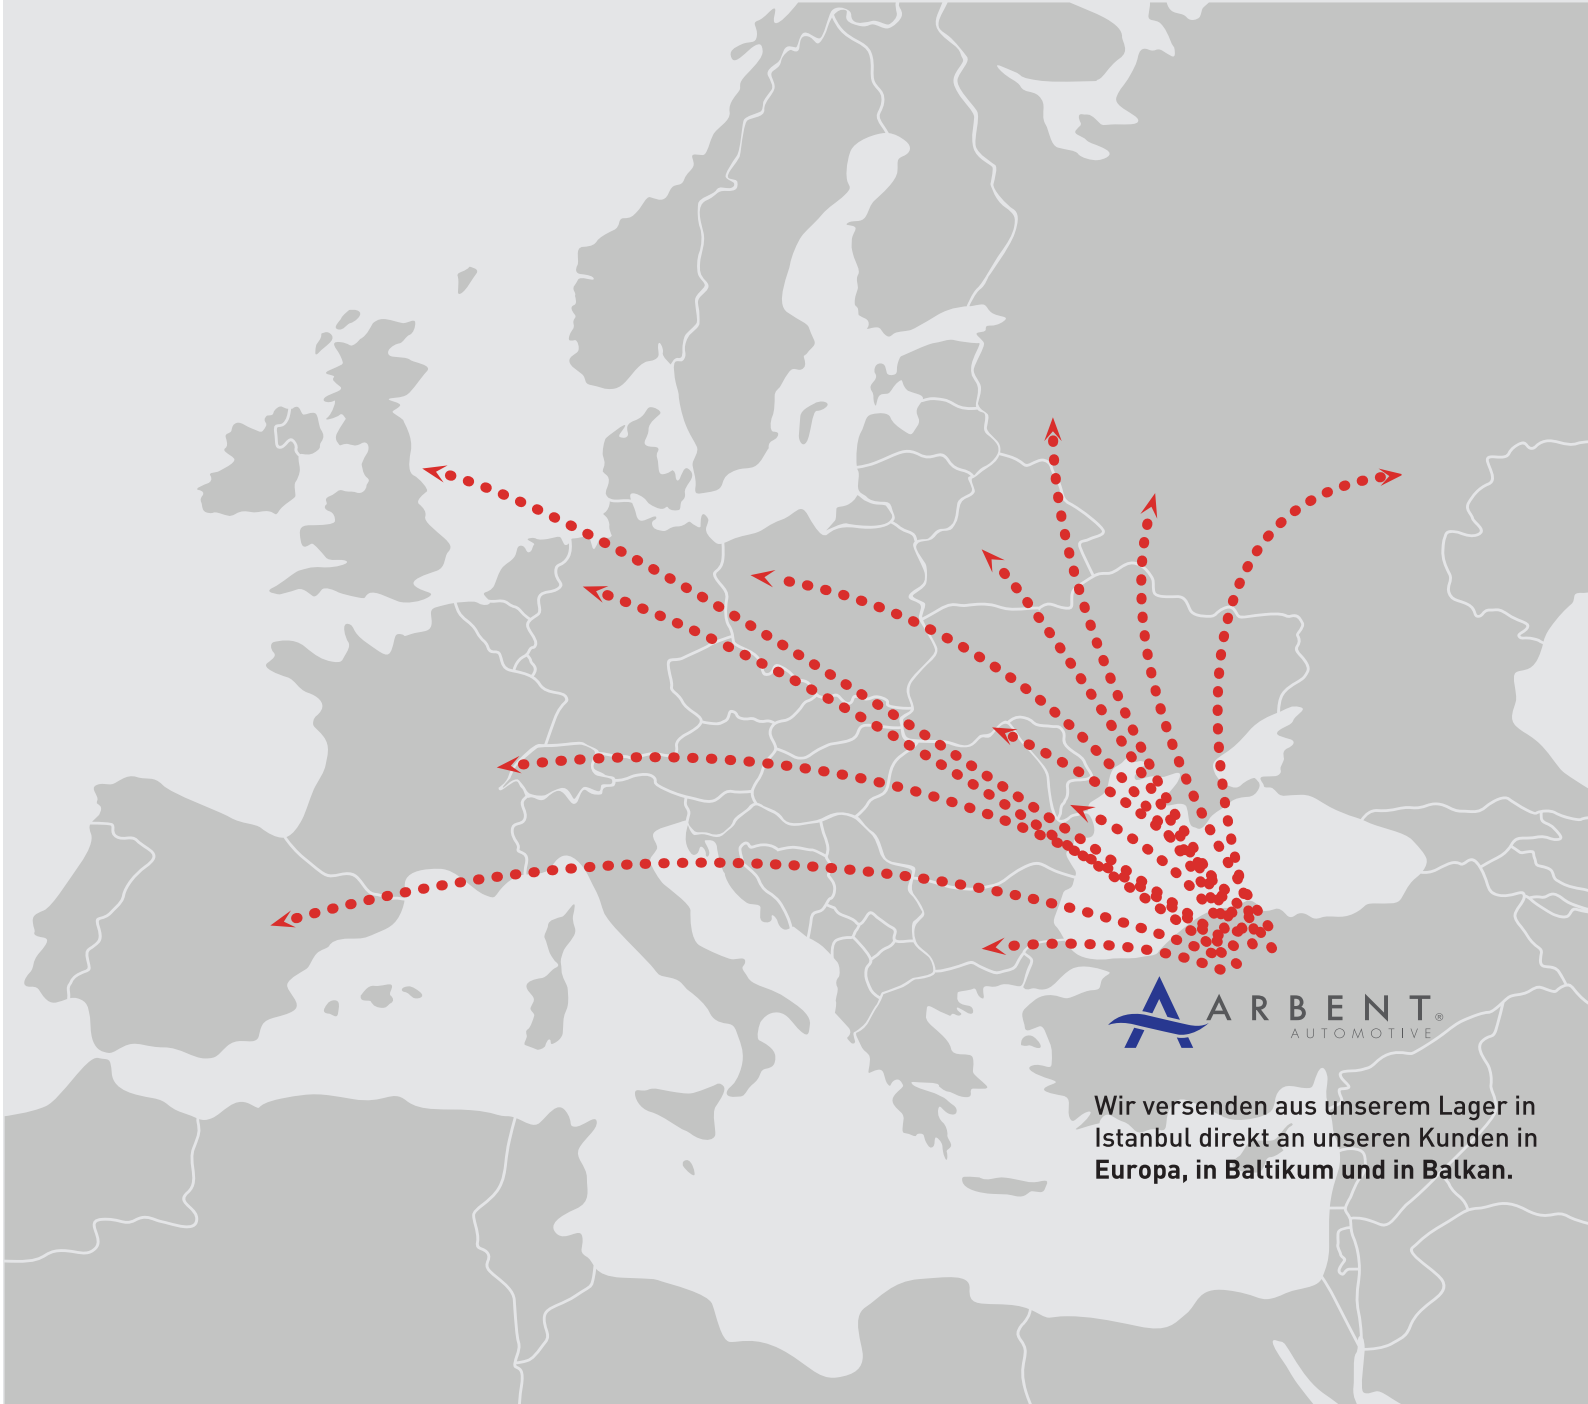 ARBENT®
AUTOMOTIVE
Wir versenden aus unserem Lager in
Istanbul direkt an unseren Kunden in
Europa, in Baltikum und in Balkan.